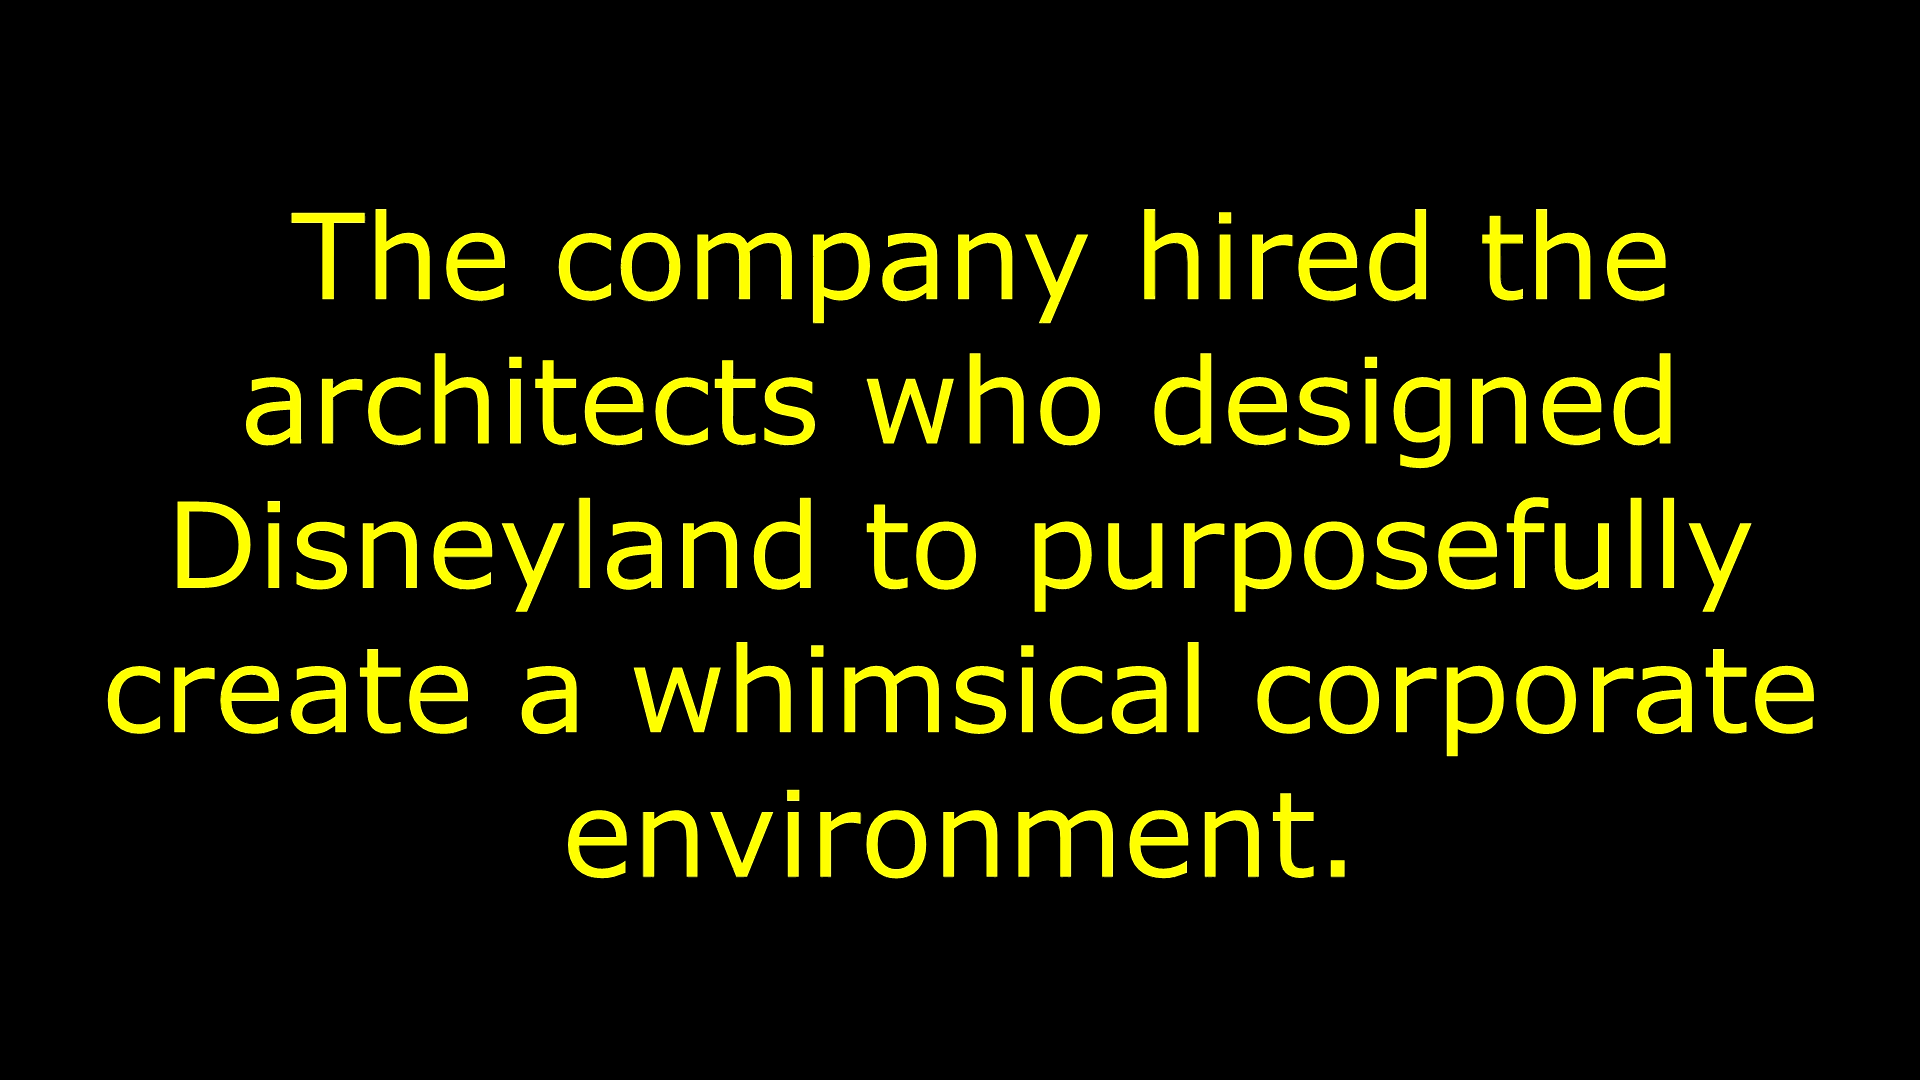 The company hired the
architects who designed
Disneyland to purposefully
create a whimsical corporate
environment.